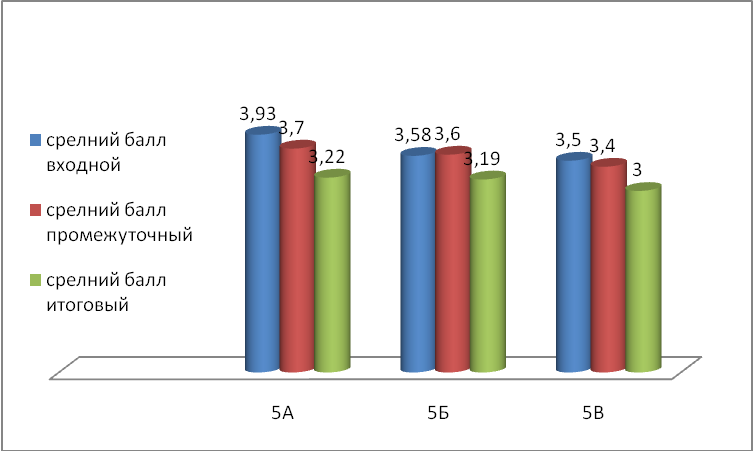 срелний балл
входной
срелний балл
промежуточный
срелний балл
итоговый
3,93
3,7
3,22
3,58
3,6
3,19
3,5
3,4
3
5А
5Б
5В